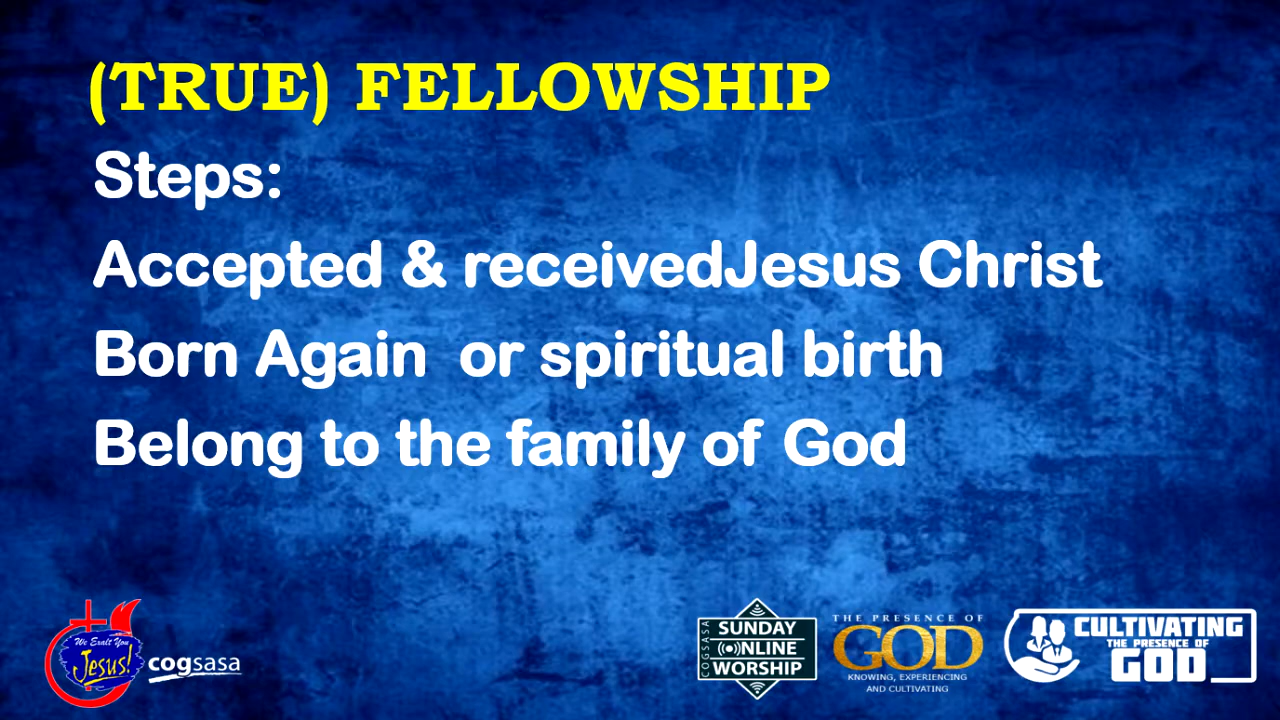 (TRUE) FELLOWSHIP
Steps:
Accepted & receivedJesus Christ
Born Again  or spiritual birth
Belong to the family of God
We Exalt You
Jesus!
cogsasa
COGSASA
SUNDAY
ONLINE
WORSHIP
THE PRESENCE OF
GOD
KNOWING, EXPERIENCING
AND CULTIVATING
CULTIVATING
THE PRESENCE OF
GOD